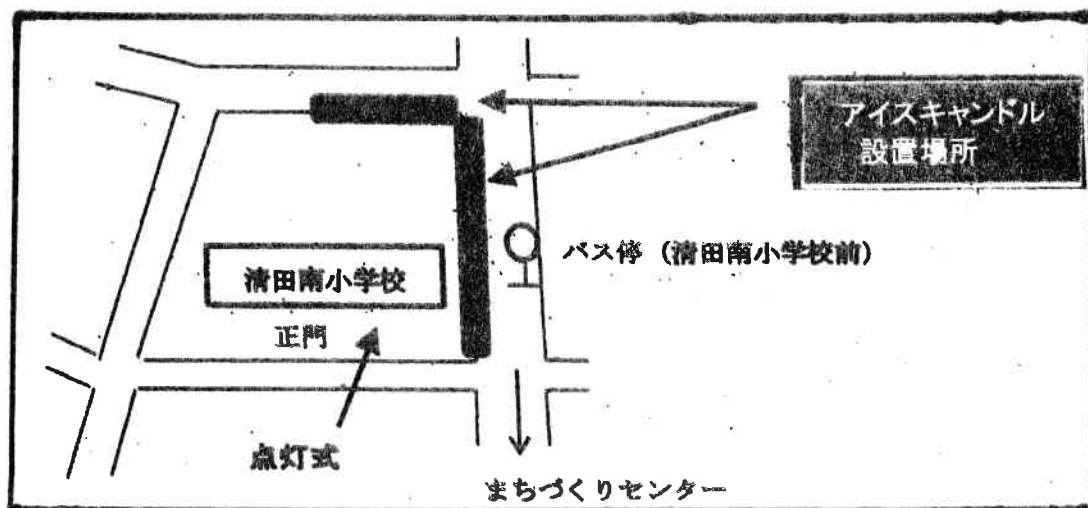 アイスキャンドル
設置場所
バス停（清田南小学校前）
清田南小学校
正門
点灯式
まちづくりセンター